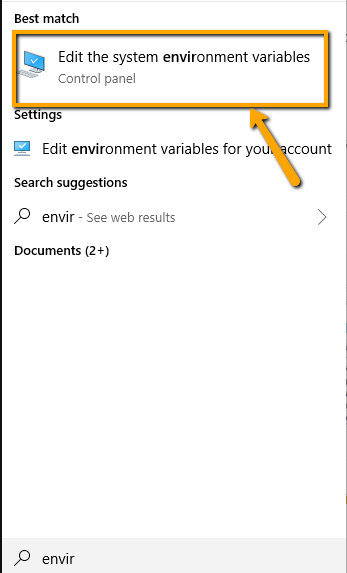 Best match
Edit the system environment variables
Control panel
Settings
Edit environment variables for your account
Search suggestions
envir - See web results
Documents (2+)
envir